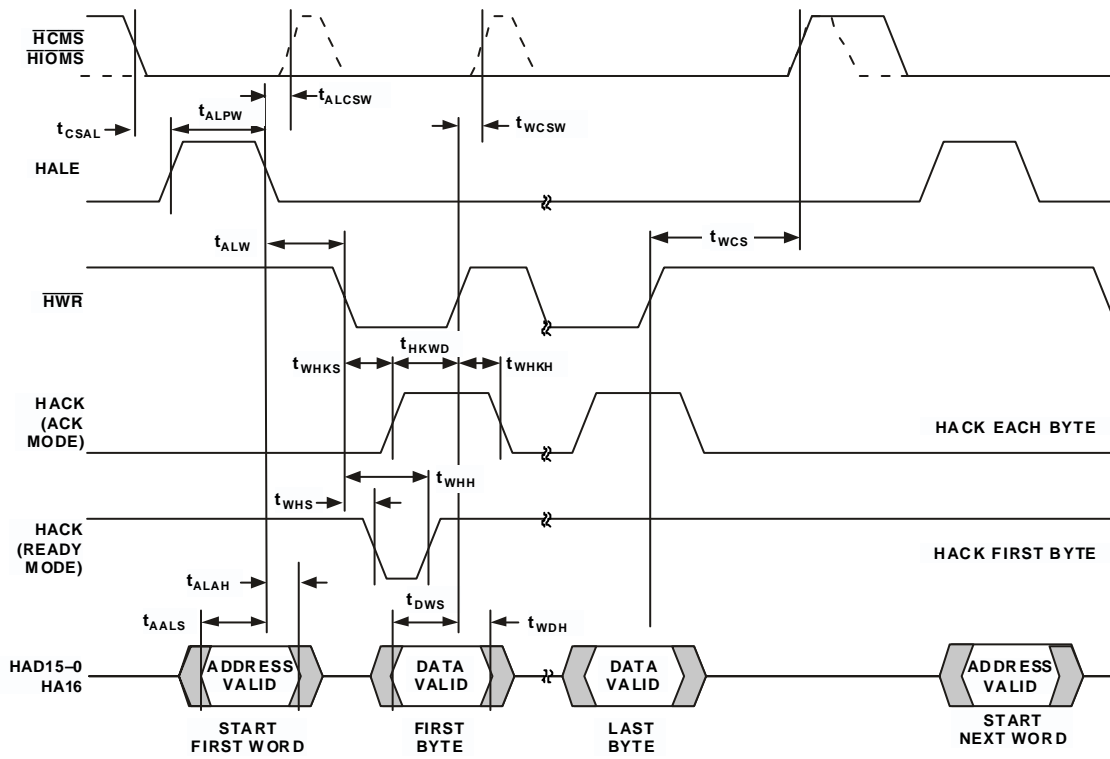 HCMS
HIOMS
tALCSW
tALPW
tCSAL
tWCSW
HALE
tALW
tWCS
HWR
tHKWD
tWHKS
tWHKH
HACK
(ACK
MODE)
HACK EACH BYTE
tWHH
tWHS
HACK
(READY
MODE)
HACK FIRST BYTE
tALAH
tDWS
tAALS
tWDH
HAD15–0
HA16
ADDRESS
VALID
DATA
VALID
DATA
VALID
ADDRESS
VALID
START
FIRST WORD
FIRST
BYTE
LAST
BYTE
START
NEXT WORD